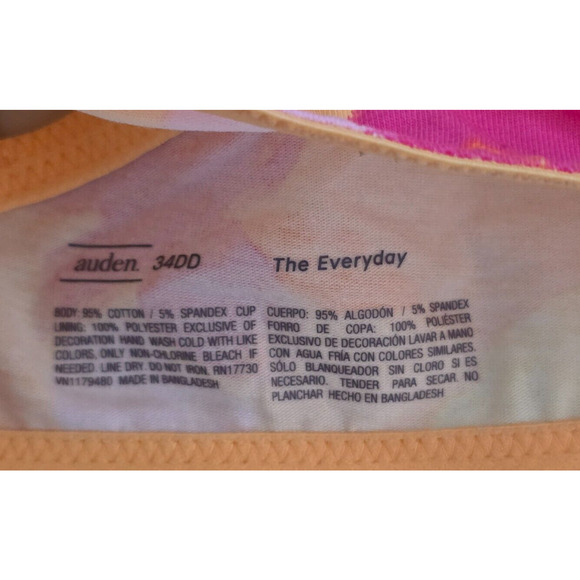 auden. 34DD
The Everyday
BODY: 95% COTTON / 5% SPANDEX CUP
LINING: 100% POLYESTER EXCLUSIVE OF
DECORATION HAND WASH COLD WITH LIKE
COLORS. ONLY NON-CHLORINE BLEACH IF
NEEDED. LINE DRY. DO NOT IRON. RN17730
VN1179480 MADE IN BANGLADESH
CUERPO: 95% ALGODÓN / 5% SPANDEX
FORRO DE COPA: 100% POLIÉSTER
EXCLUSIVO DE DECORACIÓN LAVAR A MANO
CON AGUA FRÍA CON COLORES SIMILARES.
SÓLO BLANQUEADOR SIN CLORO SI ES
NECESARIO. TENDER PARA SECAR. NO
PLANCHAR HECHO EN BANGLADESH